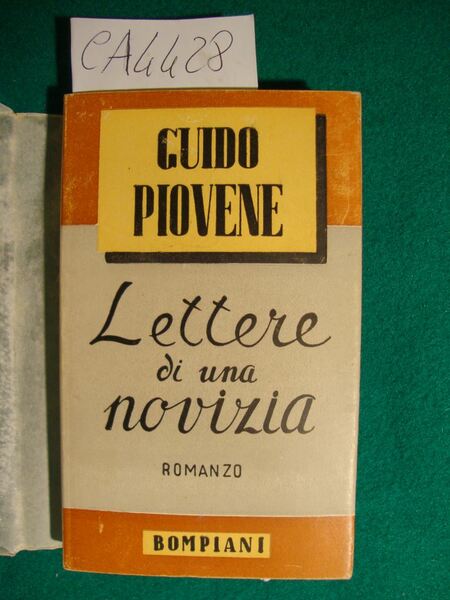 CA4428
GUIDO
PIOVENE
Lettere
di una
novizia
ROMANZO
BOMPIANI